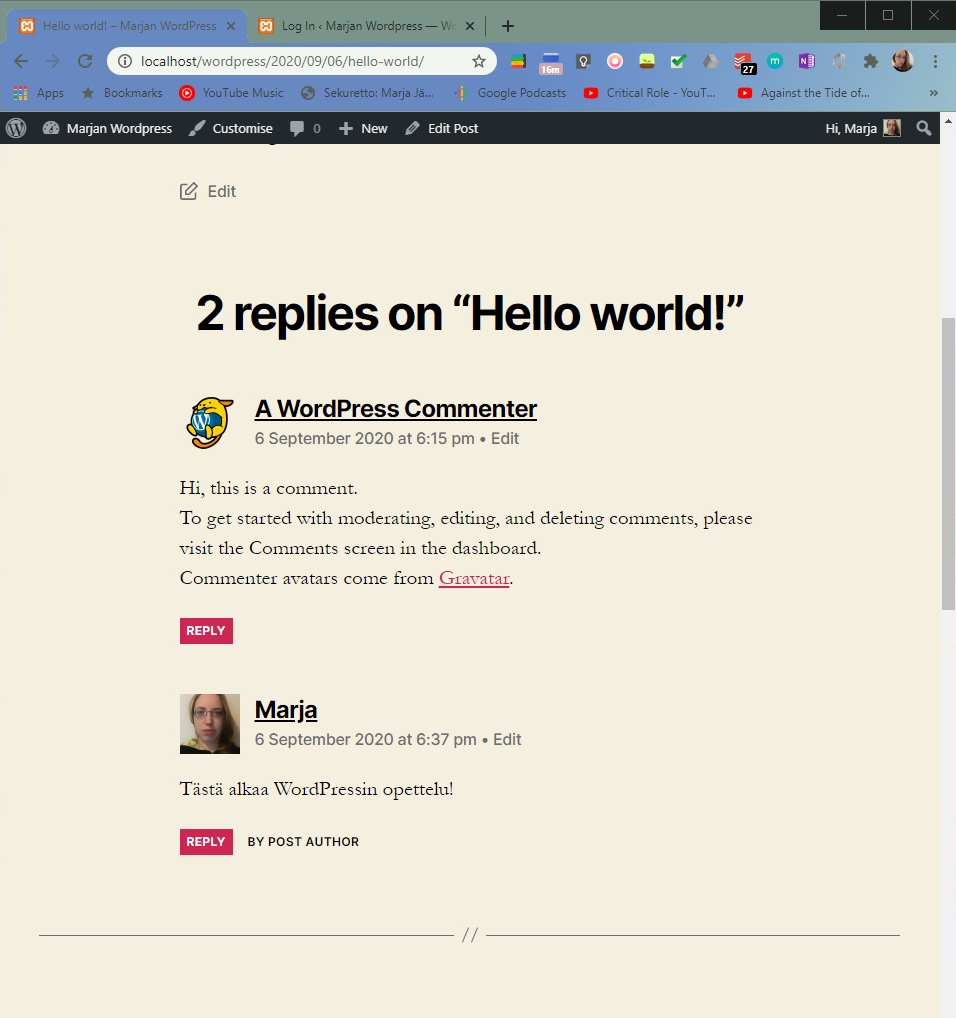 Hello world! – Marjan WordPress
Log In ‹ Marjan Wordpress — Wo
localhost/wordpress/2020/09/06/hello-world/
16m
27
m
N
Apps
Bookmarks
YouTube Music
Sekuretto: Marja Jä...
Google Podcasts
Critical Role - YouT...
Against the Tide of...
»
Marjan Wordpress
Customise
0
New
Edit Post
Hi, Marja
Edit
2 replies on “Hello world!”
A WordPress Commenter
6 September 2020 at 6:15 pm • Edit
Hi, this is a comment.
To get started with moderating, editing, and deleting comments, please
visit the Comments screen in the dashboard.
Commenter avatars come from Gravatar.
REPLY
Marja
6 September 2020 at 6:37 pm • Edit
Tästä alkaa WordPressin opettelu!
REPLY BY POST AUTHOR
//